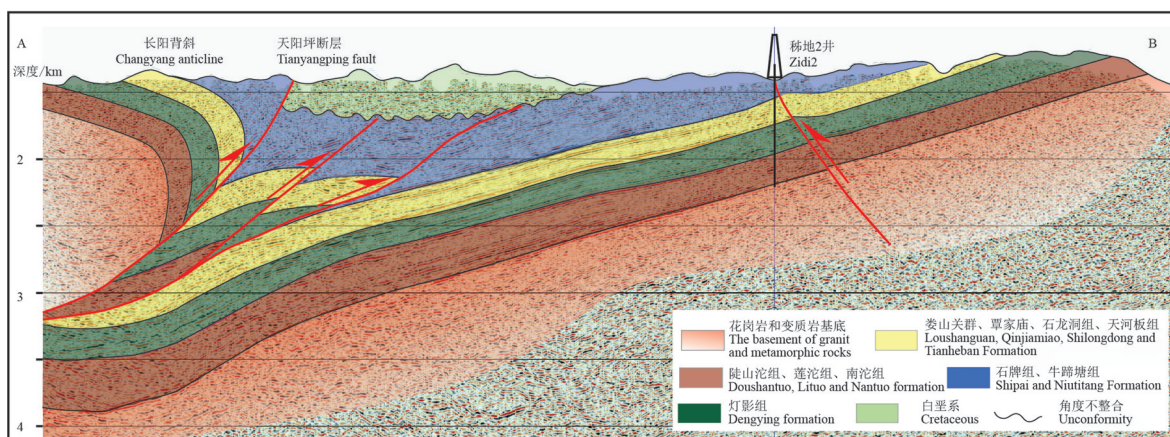 A
长阳背斜
Changyang anticline
天阳坪断层
Tianyangping fault
秭地2井
Zidi2
B
深度/km
2
3
4
花岗岩和变质岩基底
The basement of granit
and metamorphic rocks
娄山关群、覃家庙、石龙洞组、天河板组
Loushanguan, Qinjiamiao, Shilongdong and
Tianheban Formation
陡山沱组、莲沱组、南沱组
Doushantuo, Lituo and Nantuo formation
石牌组、牛蹄塘组
Shipai and Niutitang Formation
灯影组
Dengying formation
白垩系
Cretaceous
角度不整合
Unconformity